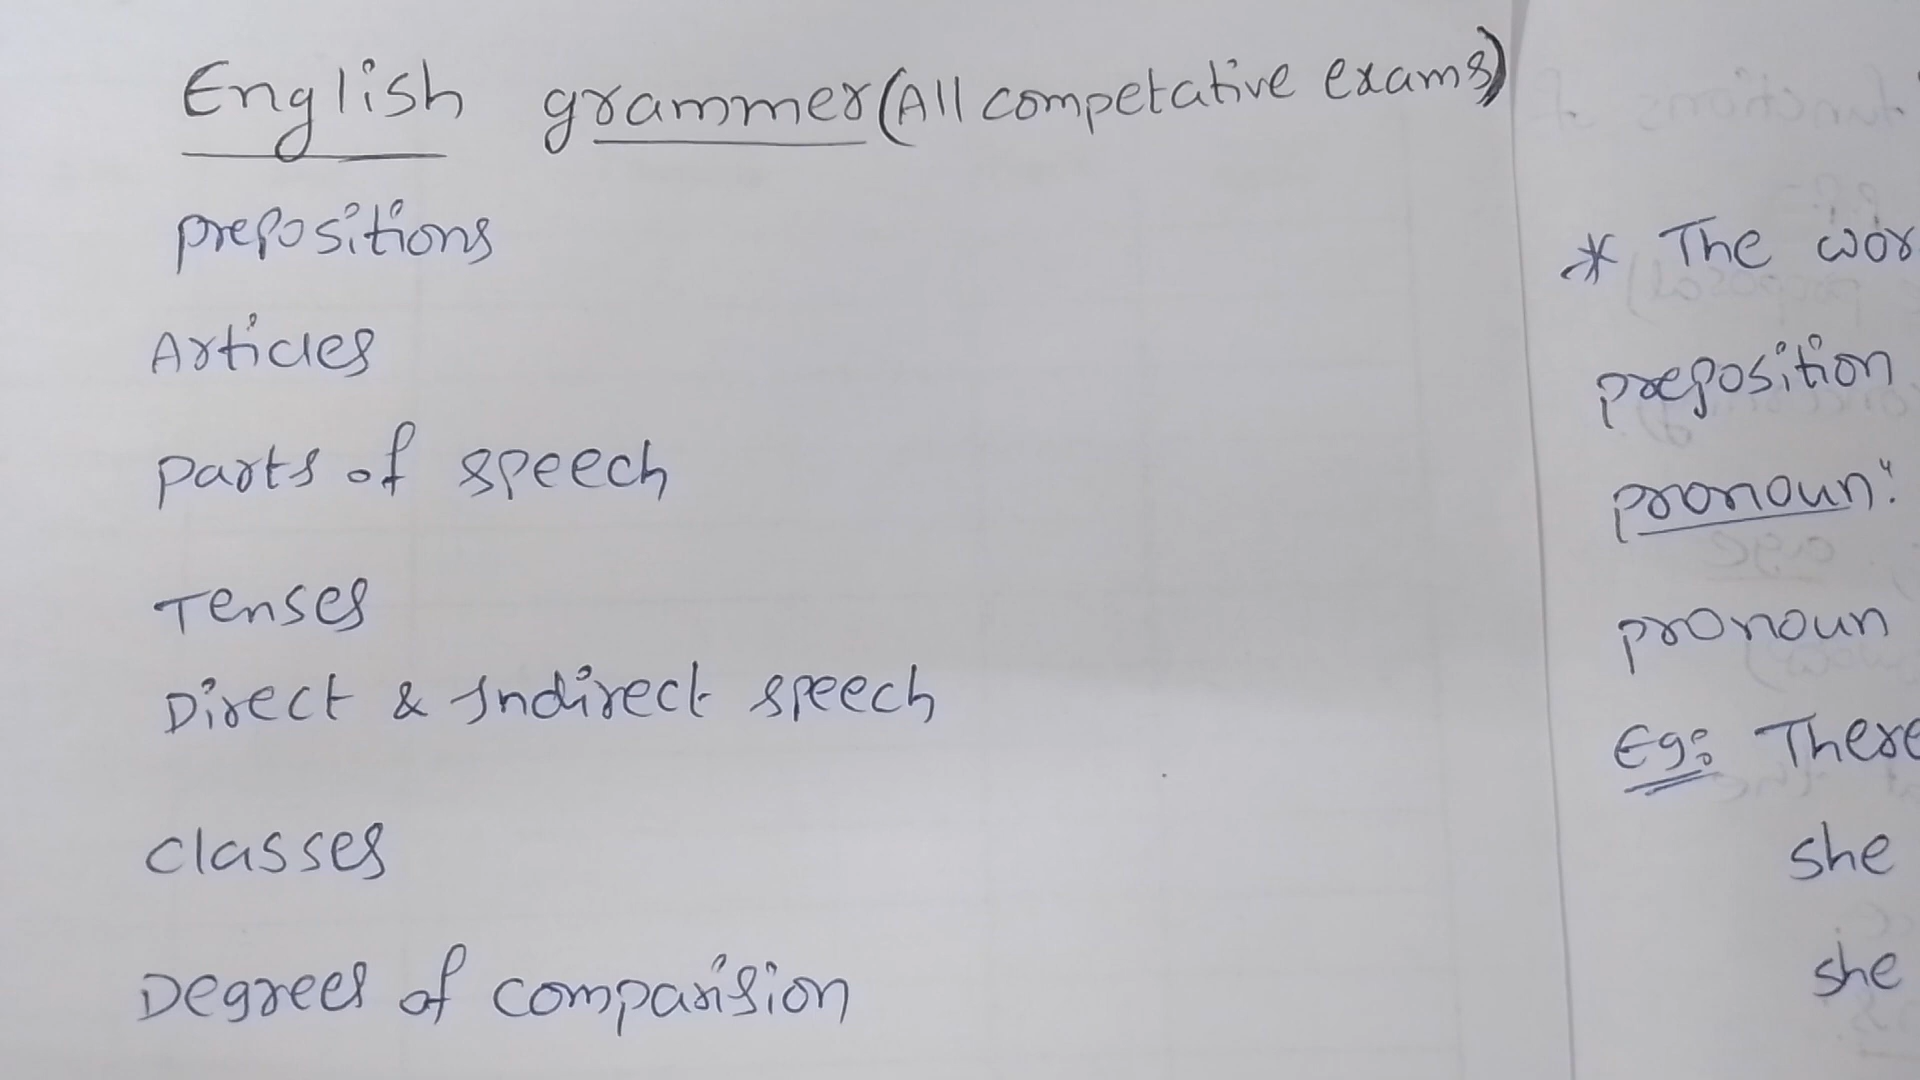 English grammer (All competative exams)
prepositions
Articles
parts of speech
Tenses
Direct & Indirect speech
classes
Degrees of comparision
* The wor
preposition
pronoun"
pronoun
Eg: There
she
she